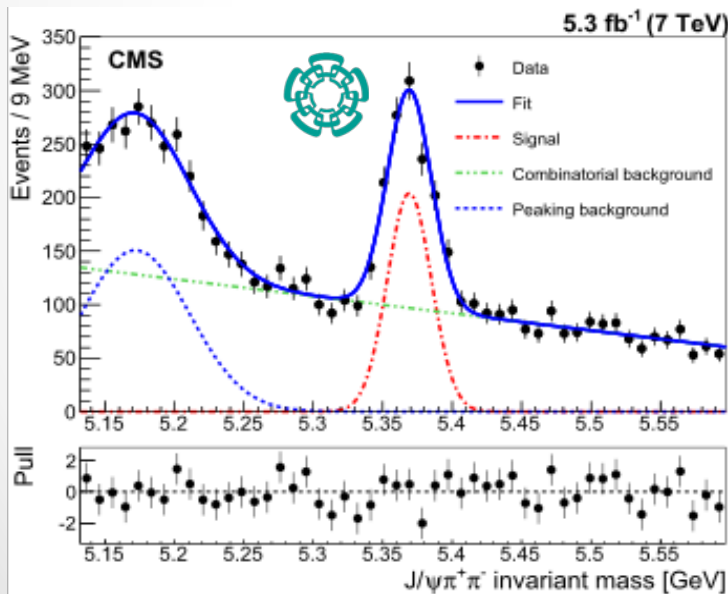 5.3 fb⁻¹ (7 TeV)
CMS
Events / 9 MeV
350
300
250
200
150
100
50
0
Data
Fit
Signal
Combinatorial background
Peaking background
5.15 5.2 5.25 5.3 5.35 5.4 5.45 5.5 5.55
Pull
2
0
-2
5.15 5.2 5.25 5.3 5.35 5.4 5.45 5.5 5.55
J/ψπ⁺π⁻ invariant mass [GeV]